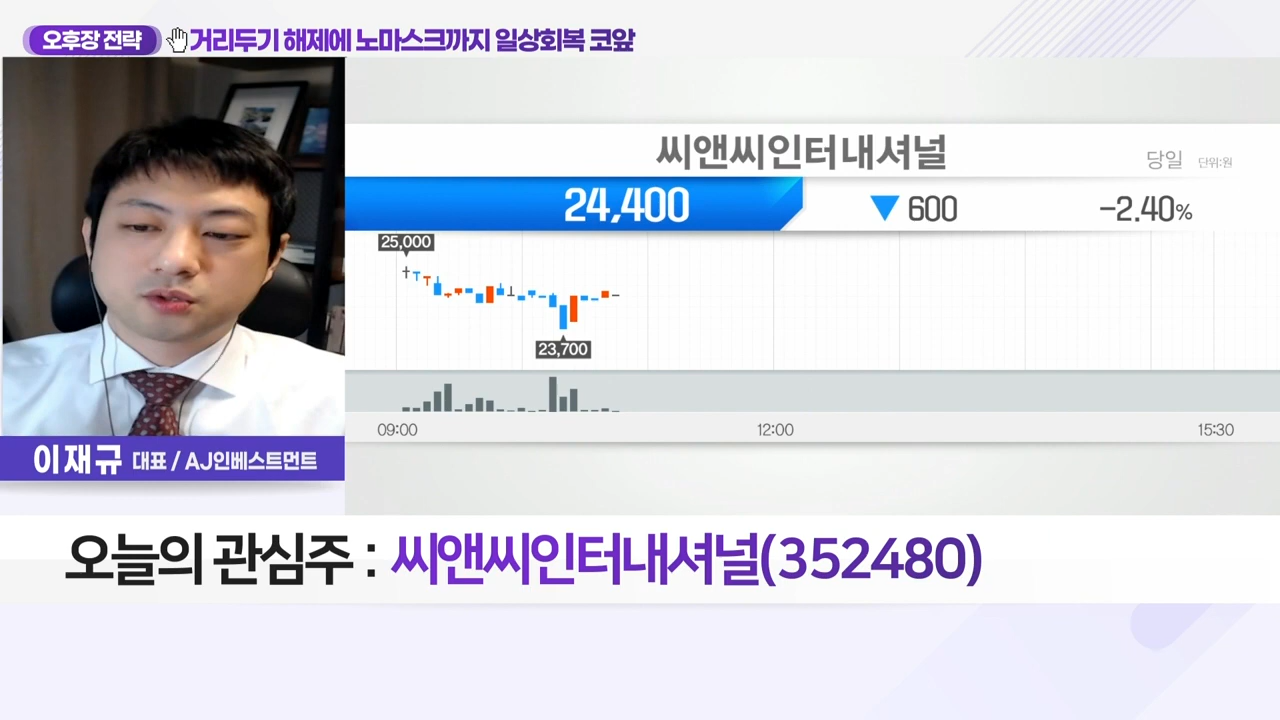 오후장 전략 거리두기 해제에 노마스크까지 일상회복 코앞
씨앤씨인터내셔널
당일 단위:원
24,400 ▼ 600 -2.40%
25,000
23,700
09:00 12:00 15:30
이재규 대표 / AJ인베스트먼트
오늘의 관심주 : 씨앤씨인터내셔널(352480)